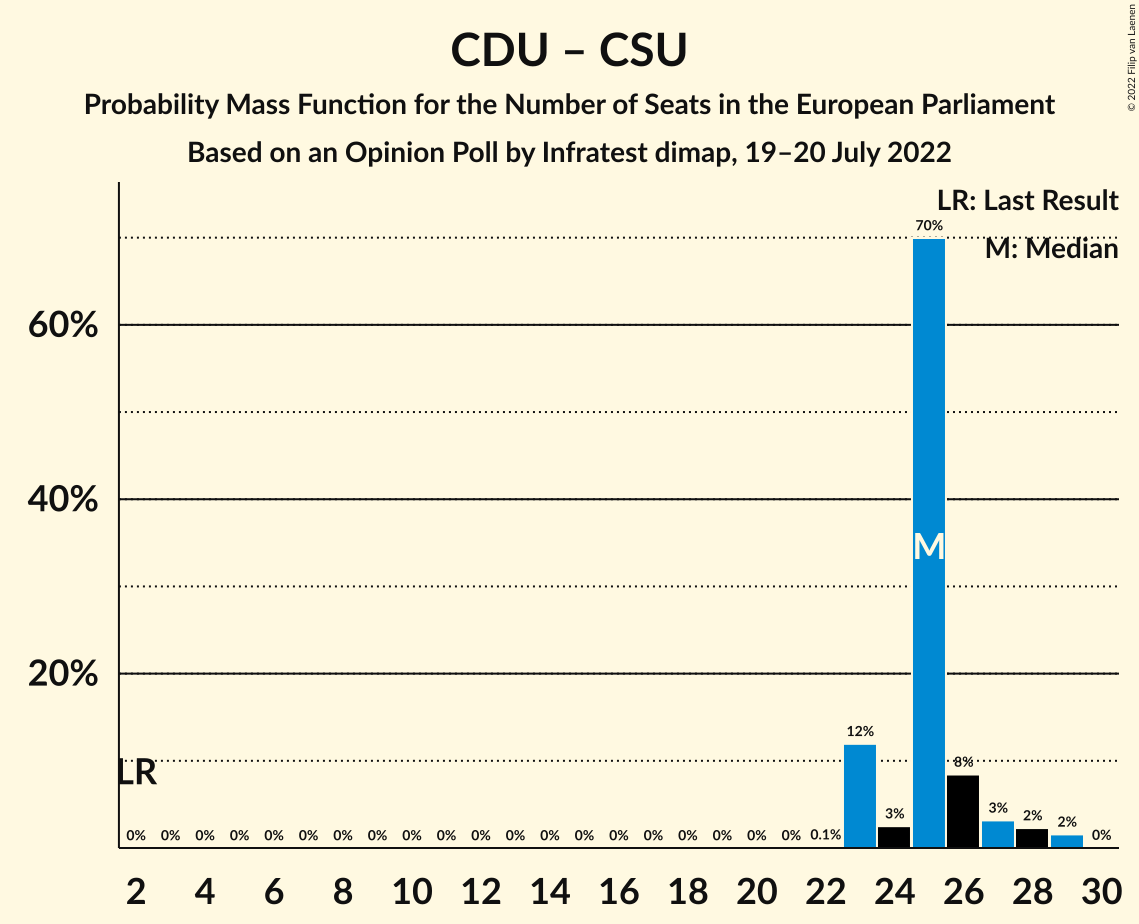 CDU – CSU
Probability Mass Function for the Number of Seats in the European Parliament
Based on an Opinion Poll by Infratest dimap, 19–20 July 2022
© 2022 Filip van Laenen
LR: Last Result
M: Median
70%
60%
40%
M
20%
12%
LR
8%
3%
3%
2%
2%
0% 0% 0% 0% 0% 0% 0% 0% 0% 0% 0% 0% 0% 0% 0% 0% 0% 0% 0% 0% 0.1% 0%
2 4 6 8 10 12 14 16 18 20 22 24 26 28 30